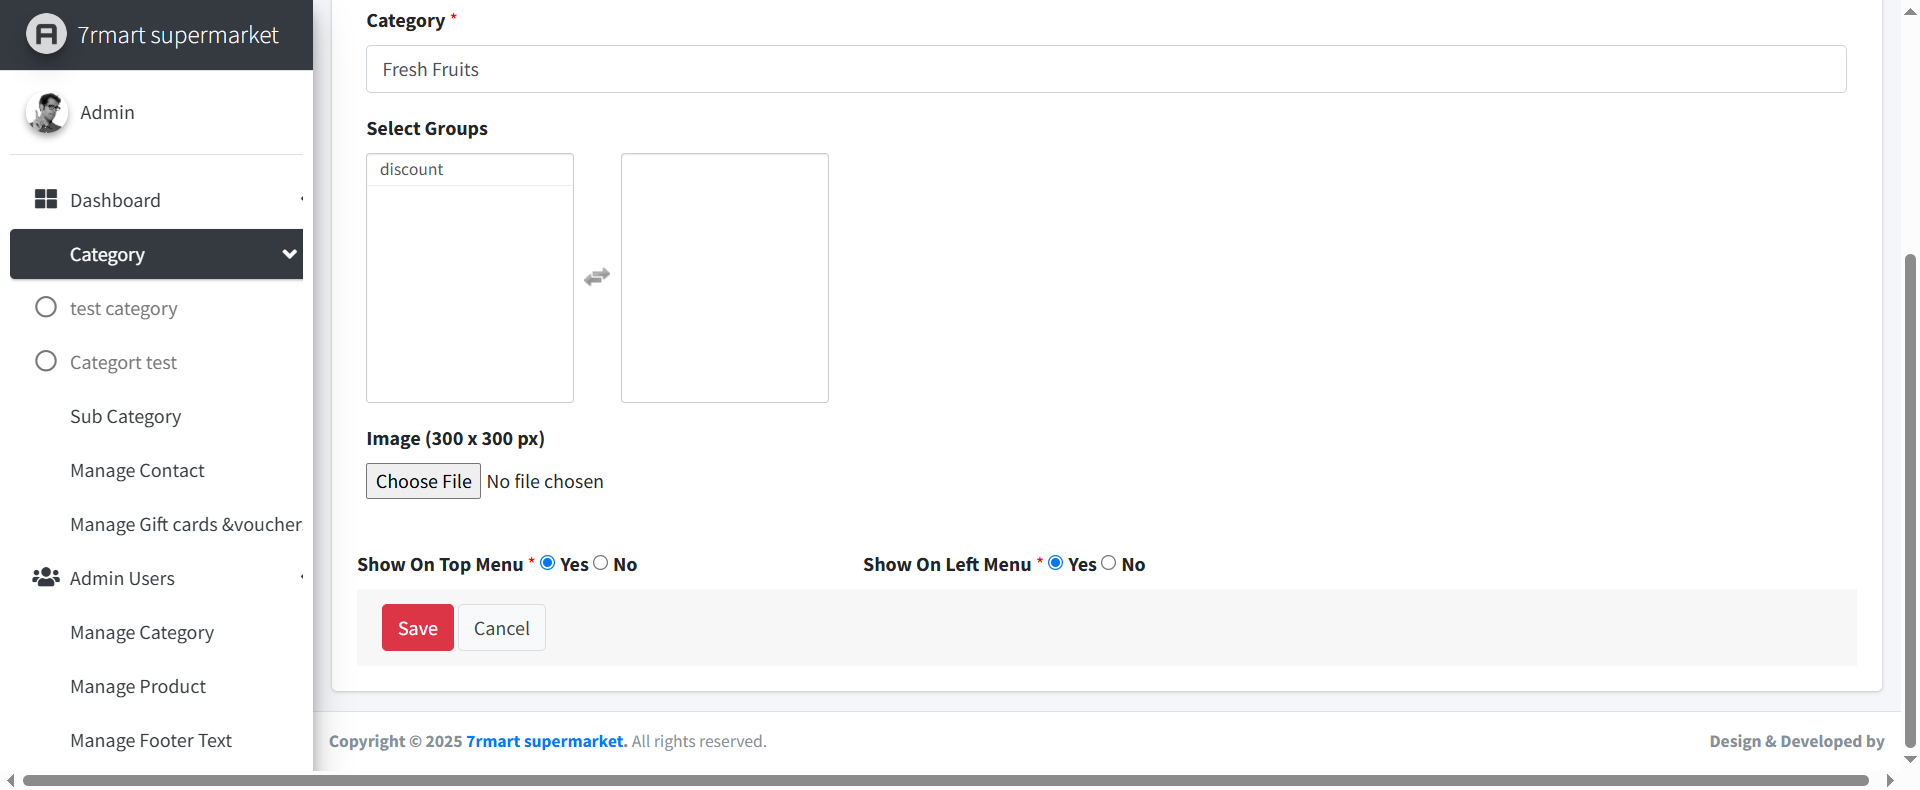 7rmart supermarket
Admin
Dashboard
Category
test category
Categort test
Sub Category
Manage Contact
Manage Gift cards &voucher
Admin Users
Manage Category
Manage Product
Manage Footer Text
Category *
Fresh Fruits
Select Groups
discount
Image (300 x 300 px)
Choose File No file chosen
Show On Top Menu * Yes No Show On Left Menu * Yes No
Save Cancel
Copyright © 2025 7rmart supermarket. All rights reserved. Design & Developed by